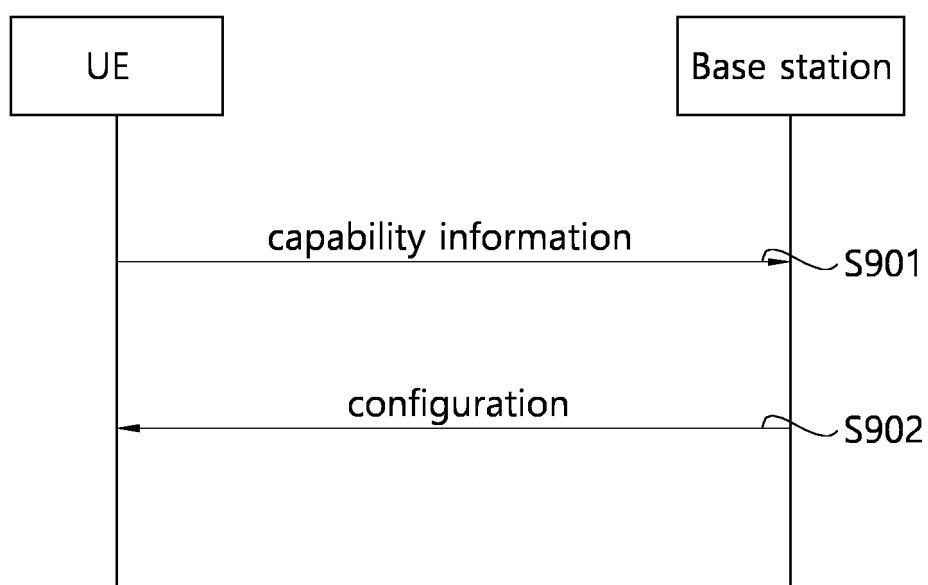 UE
Base station
capability information
S901
configuration
S902